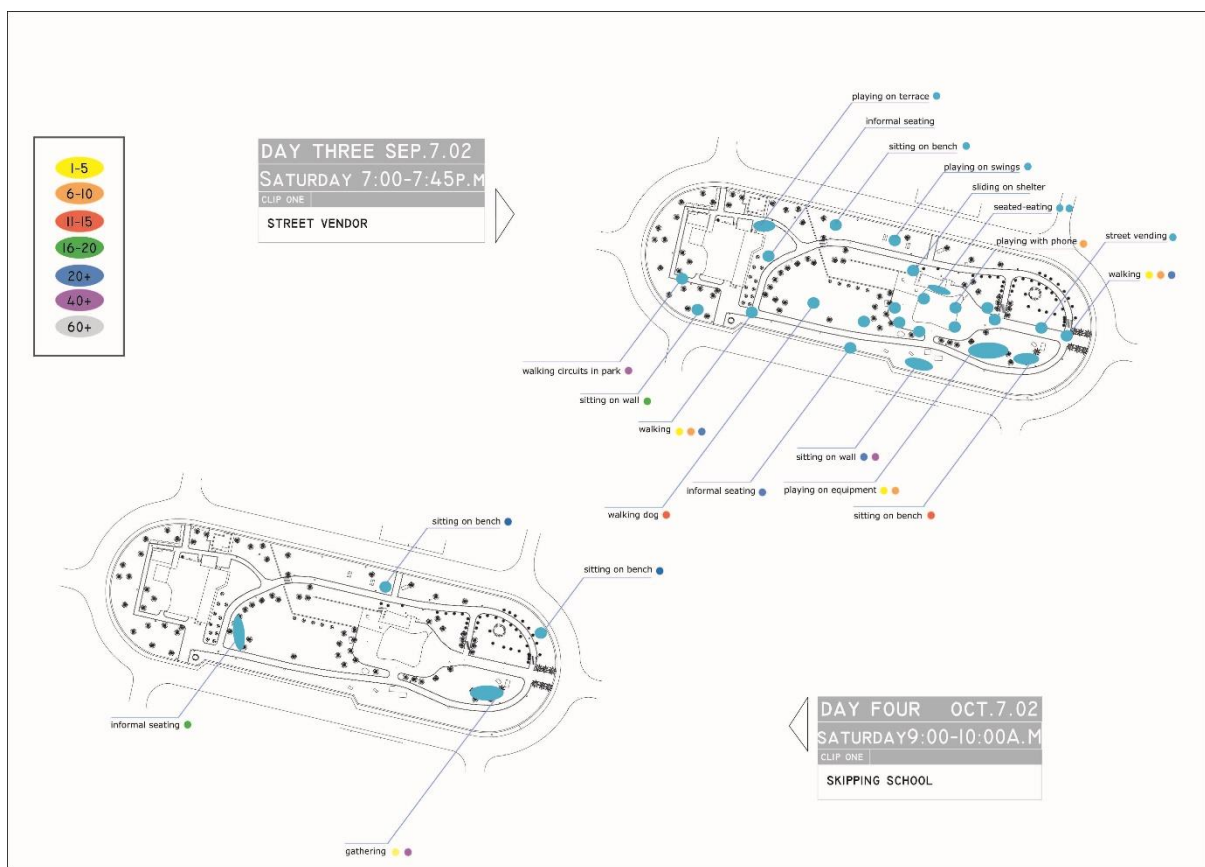 1-5
6-10
11-15
16-20
20+
40+
60+
DAY THREE SEP.7.02
SATURDAY 7:00-7:45P.M
CLIP ONE
STREET VENDOR
playing on terrace
informal seating
sitting on bench
playing on swings
sliding on shelter
seated-eating
playing with phone
street vending
walking
walking circuits in park
sitting on wall
walking
walking dog
informal seating
sitting on wall
playing on equipment
sitting on bench
sitting on bench
sitting on bench
informal seating
gathering
DAY FOUR OCT.7.02
SATURDAY9:00-10:00A.M
CLIP ONE
SKIPPING SCHOOL